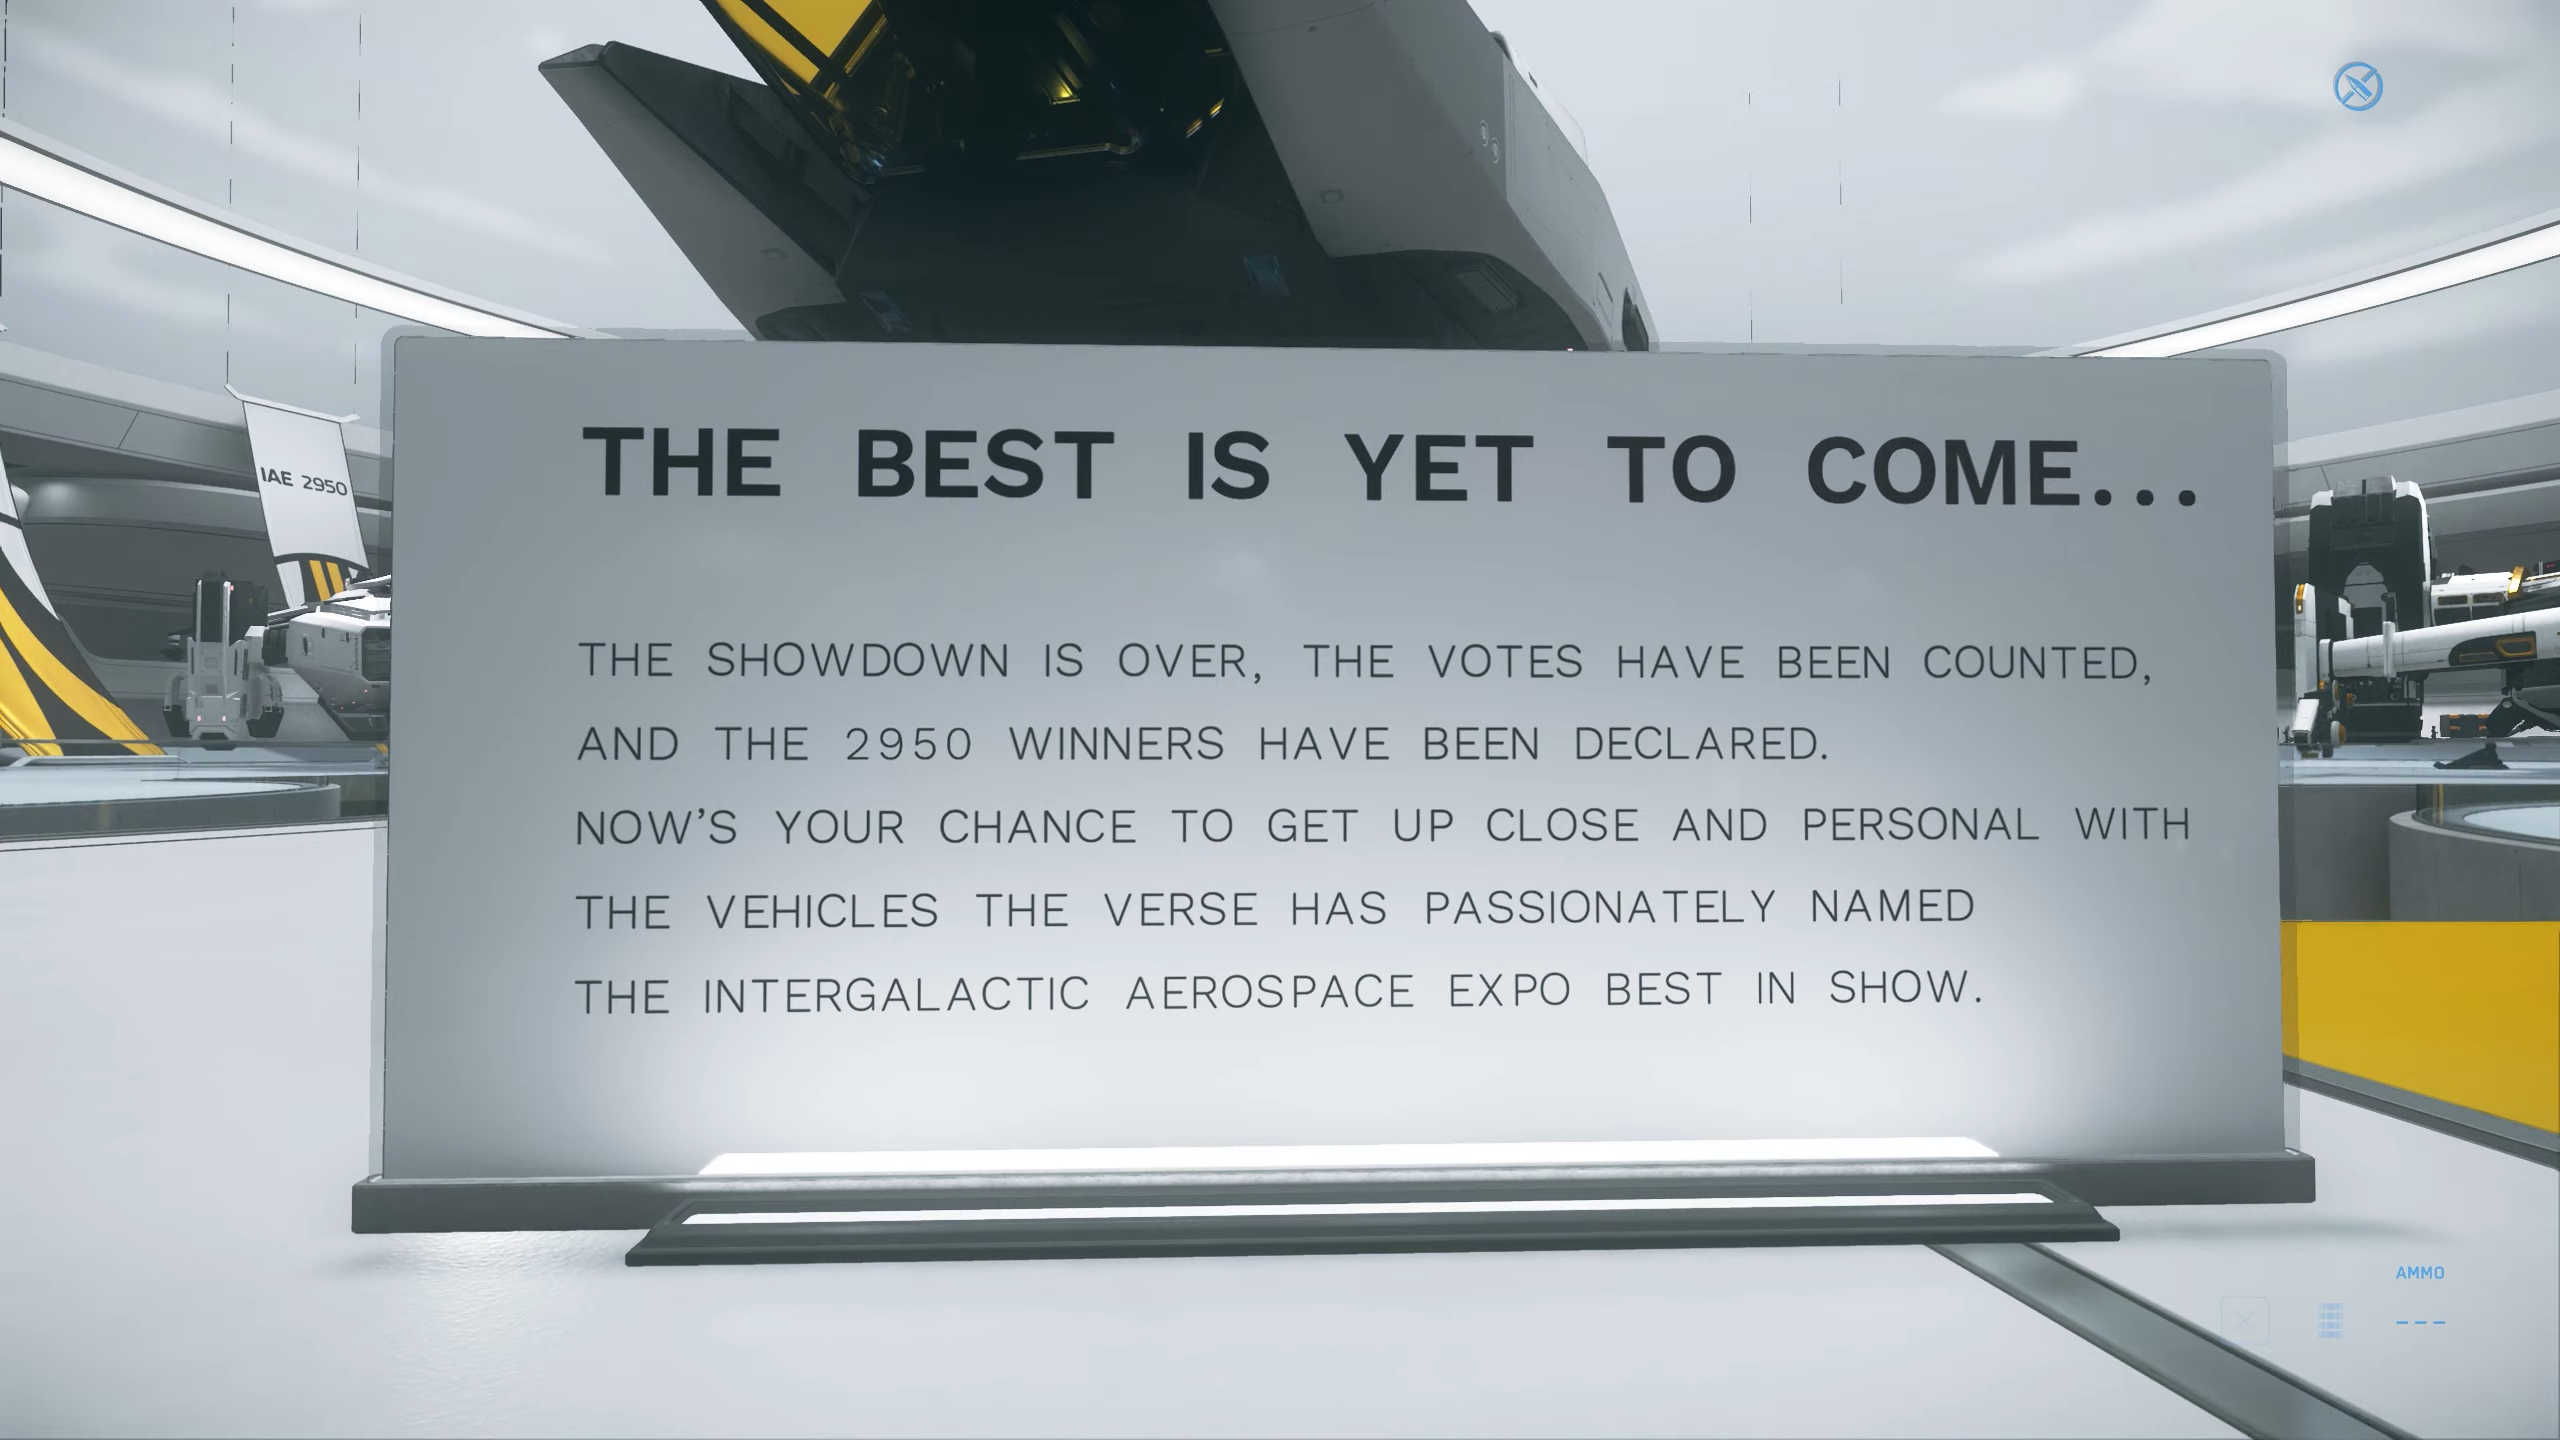 THE BEST IS YET TO COME...
THE SHOWDOWN IS OVER, THE VOTES HAVE BEEN COUNTED,
AND THE 2950 WINNERS HAVE BEEN DECLARED.
NOW'S YOUR CHANCE TO GET UP CLOSE AND PERSONAL WITH
THE VEHICLES THE VERSE HAS PASSIONATELY NAMED
THE INTERGALACTIC AEROSPACE EXPO BEST IN SHOW.
IAE 2950
AMMO
---